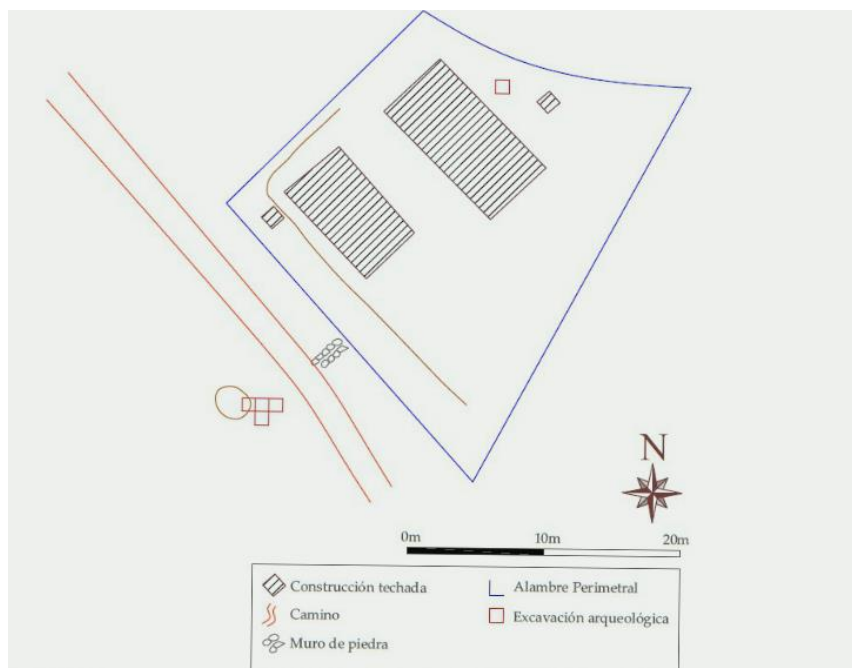 N
0m 10m 20m
Construcción techada
Alambre Perimetral
Camino
Excavación arqueológica
Muro de piedra